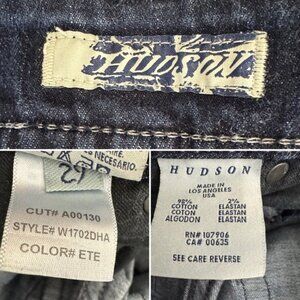 HUDSON
S NECESARIO.
27
CUT# A00130
STYLE# W1702DHA
COLOR# ETE
HUDSON
MADE IN
LOS ANGELES
USA
98% 2%
COTTON ELASTAN
COTON ELASTAN
ALGODON ELASTAN
RN# 107906
CA# 00635
SEE CARE REVERSE